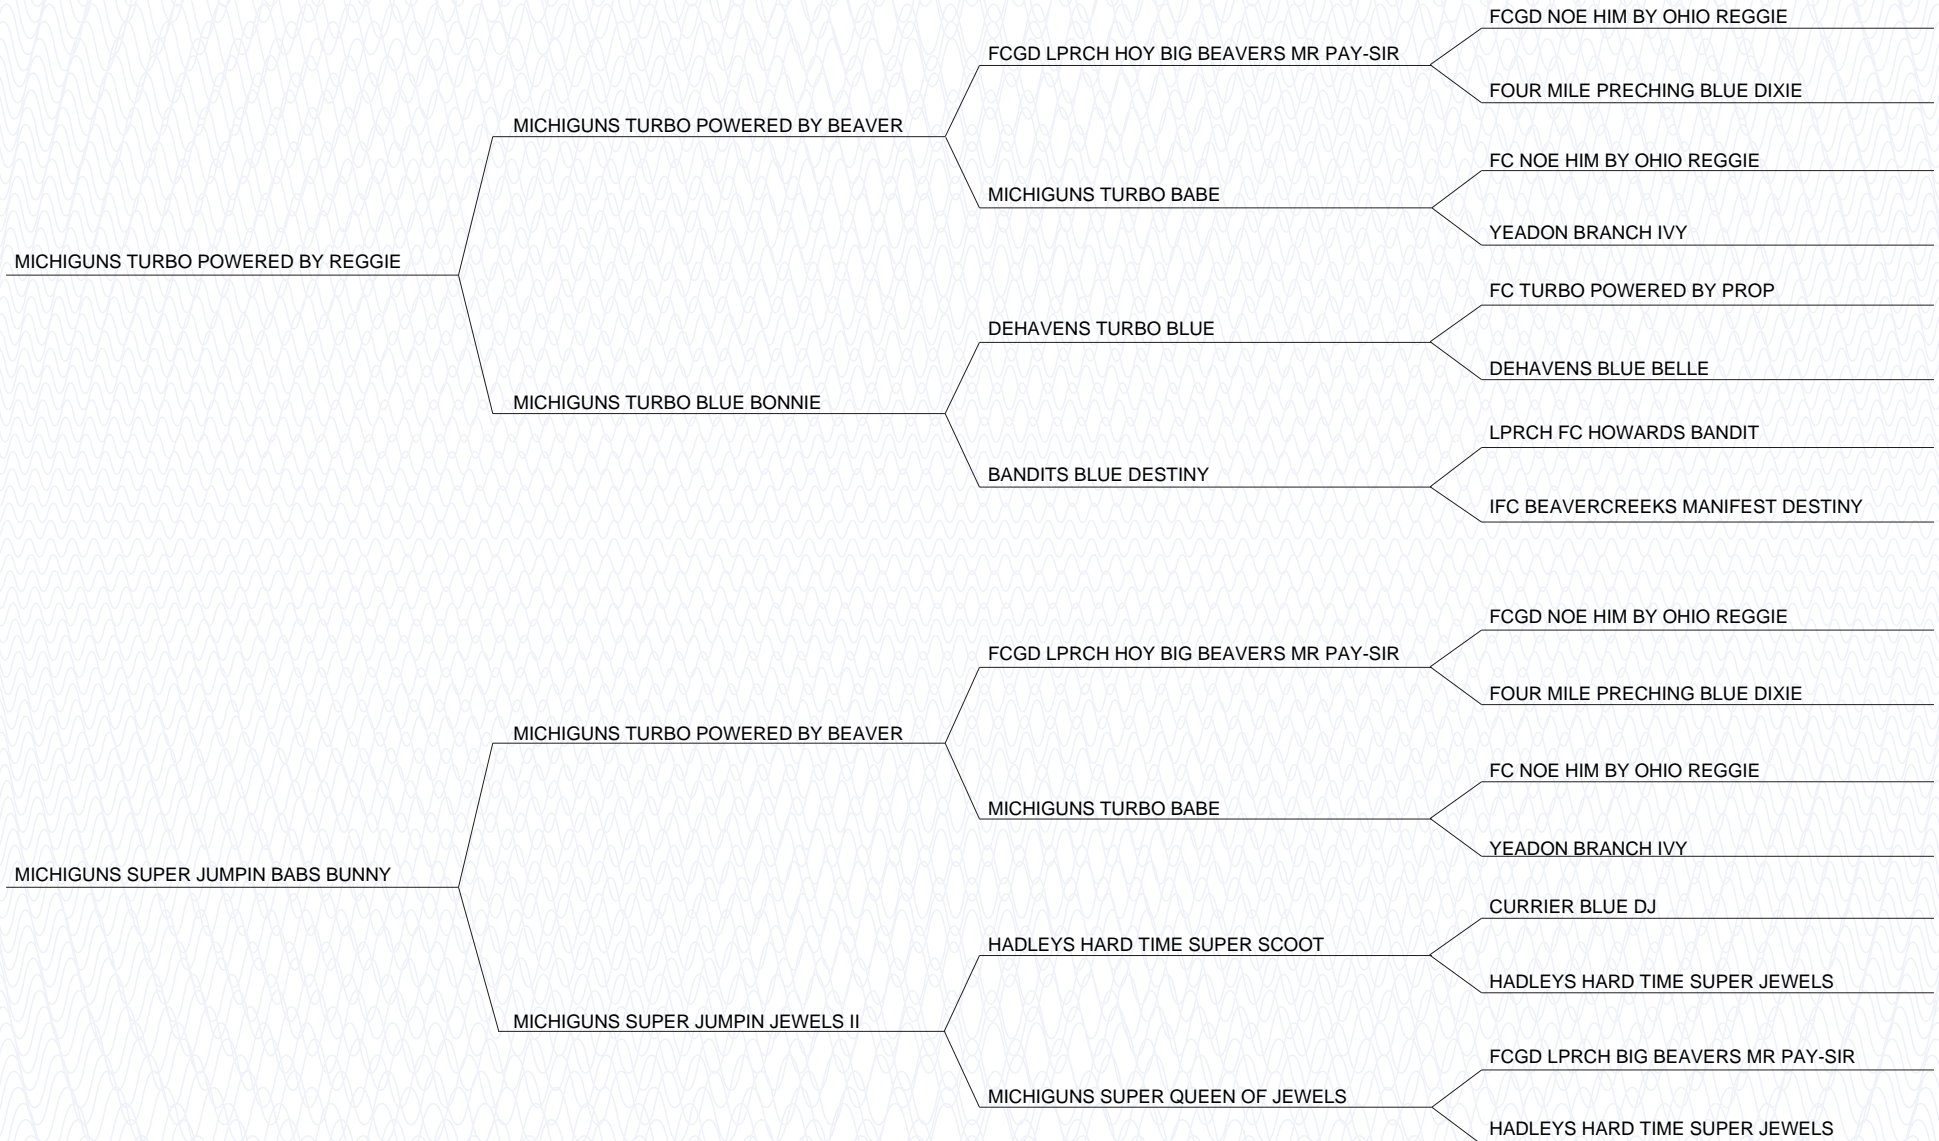 FCGD NOE HIM BY OHIO REGGIE
FCGD LPRCH HOY BIG BEAVERS MR PAY-SIR
FOUR MILE PRECHING BLUE DIXIE
MICHIGUNS TURBO POWERED BY BEAVER
FC NOE HIM BY OHIO REGGIE
MICHIGUNS TURBO BABE
YEADON BRANCH IVY
MICHIGUNS TURBO POWERED BY REGGIE
FC TURBO POWERED BY PROP
DEHAVENS TURBO BLUE
DEHAVENS BLUE BELLE
MICHIGUNS TURBO BLUE BONNIE
LPRCH FC HOWARDS BANDIT
BANDITS BLUE DESTINY
IFC BEAVERCREEKS MANIFEST DESTINY
FCGD NOE HIM BY OHIO REGGIE
FCGD LPRCH HOY BIG BEAVERS MR PAY-SIR
FOUR MILE PRECHING BLUE DIXIE
MICHIGUNS TURBO POWERED BY BEAVER
FC NOE HIM BY OHIO REGGIE
MICHIGUNS TURBO BABE
YEADON BRANCH IVY
MICHIGUNS SUPER JUMPIN BABS BUNNY
CURRIER BLUE DJ
HADLEYS HARD TIME SUPER SCOOT
HADLEYS HARD TIME SUPER JEWELS
MICHIGUNS SUPER JUMPIN JEWELS II
FCGD LPRCH BIG BEAVERS MR PAY-SIR
MICHIGUNS SUPER QUEEN OF JEWELS
HADLEYS HARD TIME SUPER JEWELS